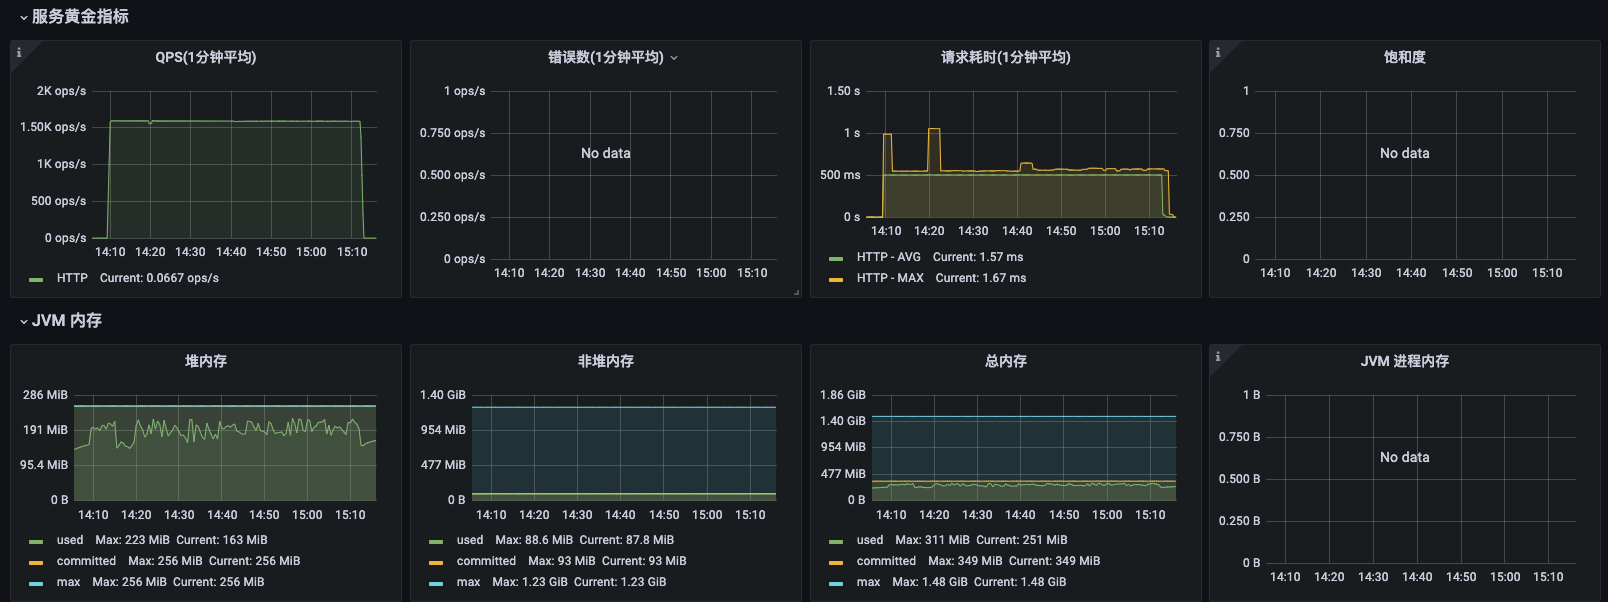 服务黄金指标
QPS(1分钟平均)
2K ops/s
1.50K ops/s
1K ops/s
500 ops/s
0 ops/s
14:10 14:20 14:30 14:40 14:50 15:00 15:10
HTTP Current: 0.0667 ops/s
错误数(1分钟平均)
1 ops/s
0.750 ops/s
0.500 ops/s
0.250 ops/s
0 ops/s
No data
14:10 14:20 14:30 14:40 14:50 15:00 15:10
请求耗时(1分钟平均)
1.50 s
1 s
500 ms
0 s
14:10 14:20 14:30 14:40 14:50 15:00 15:10
HTTP - AVG Current: 1.57 ms
HTTP - MAX Current: 1.67 ms
饱和度
1
0.750
0.500
0.250
0
No data
14:10 14:20 14:30 14:40 14:50 15:00 15:10
JVM 内存
堆内存
286 MiB
191 MiB
95.4 MiB
0 B
14:10 14:20 14:30 14:40 14:50 15:00 15:10
used Max: 223 MiB Current: 163 MiB
committed Max: 256 MiB Current: 256 MiB
max Max: 256 MiB Current: 256 MiB
非堆内存
1.40 GiB
954 MiB
477 MiB
0 B
14:10 14:20 14:30 14:40 14:50 15:00 15:10
used Max: 88.6 MiB Current: 87.8 MiB
committed Max: 93 MiB Current: 93 MiB
max Max: 1.23 GiB Current: 1.23 GiB
总内存
1.86 GiB
1.40 GiB
954 MiB
477 MiB
0 B
14:10 14:20 14:30 14:40 14:50 15:00 15:10
used Max: 311 MiB Current: 251 MiB
committed Max: 349 MiB Current: 349 MiB
max Max: 1.48 GiB Current: 1.48 GiB
JVM 进程内存
1 B
0.750 B
0.500 B
0.250 B
0 B
No data
14:10 14:20 14:30 14:40 14:50 15:00 15:10